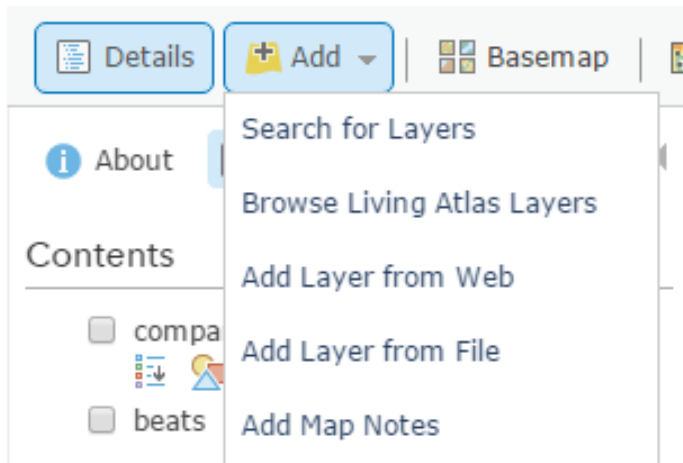 Details Add Basemap
Search for Layers
About
Browse Living Atlas Layers
Contents
Add Layer from Web
compa
Add Layer from File
beats
Add Map Notes